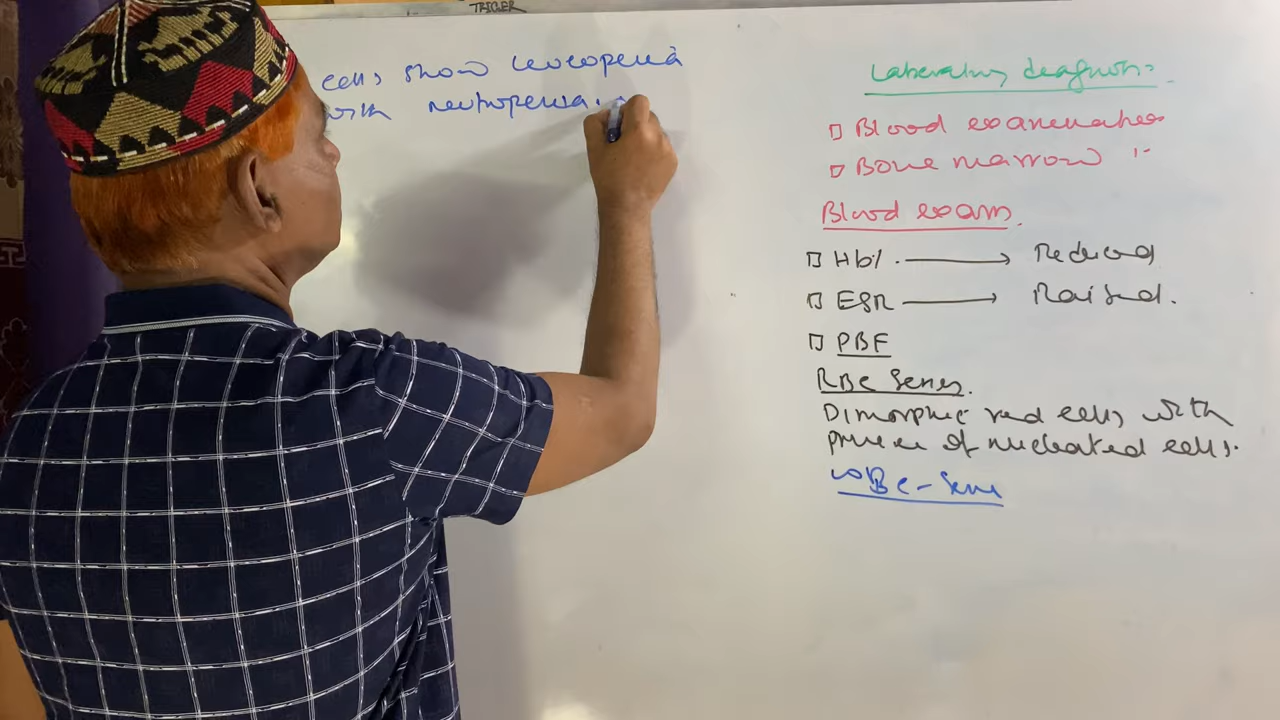 TRIGGER
cells show leucopenia
with neutropenia.
Laboratory diagnosis
Blood examination
Bone marrow "
Blood exam.
Hb% → Reduced
ESR → Raised.
PBF
RBC Series.
Dimorphic red cells with
presence of nucleated cells.
WBC-Series